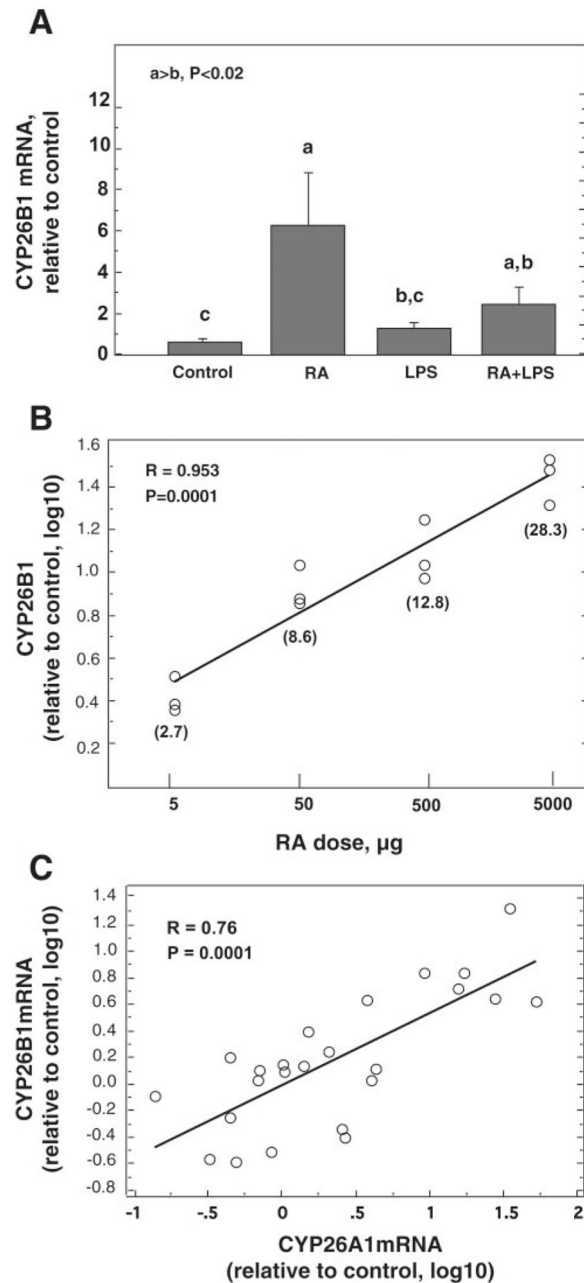 A
a>b, P<0.02
CYP26B1 mRNA,
relative to control
12
10
8
6
4
2
0
c
a
b,c
a,b
Control RA LPS RA+LPS
B
R = 0.953
P=0.0001
CYP26B1
(relative to control, log10)
1.6
1.4
1.2
1.0
0.8
0.6
0.4
0.2
(2.7)
(8.6)
(12.8)
(28.3)
5 50 500 5000
RA dose, µg
C
R = 0.76
P = 0.0001
CYP26B1mRNA
(relative to control, log10)
1.4
1.2
0.8
0.6
0.4
0.2
0.0
-0.2
-0.4
-0.6
-0.8
-1 -.5 0 .5 1 1.5 2
CYP26A1mRNA
(relative to control, log10)